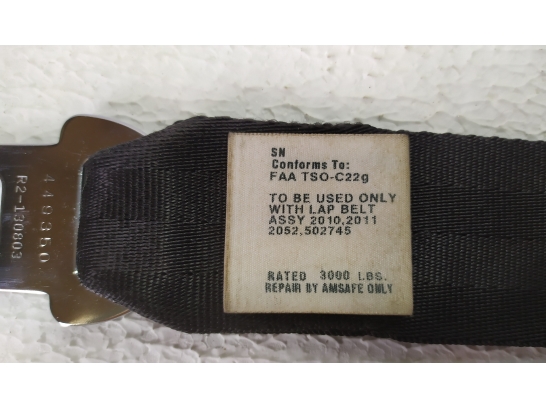 449350
R2-130803
SN
Conforms To:
FAA TSO-C22g
TO BE USED ONLY
WITH LAP BELT
ASSY 2010,2011
2052,502745
RATED 3000 LBS.
REPAIR BY AMSAFE ONLY